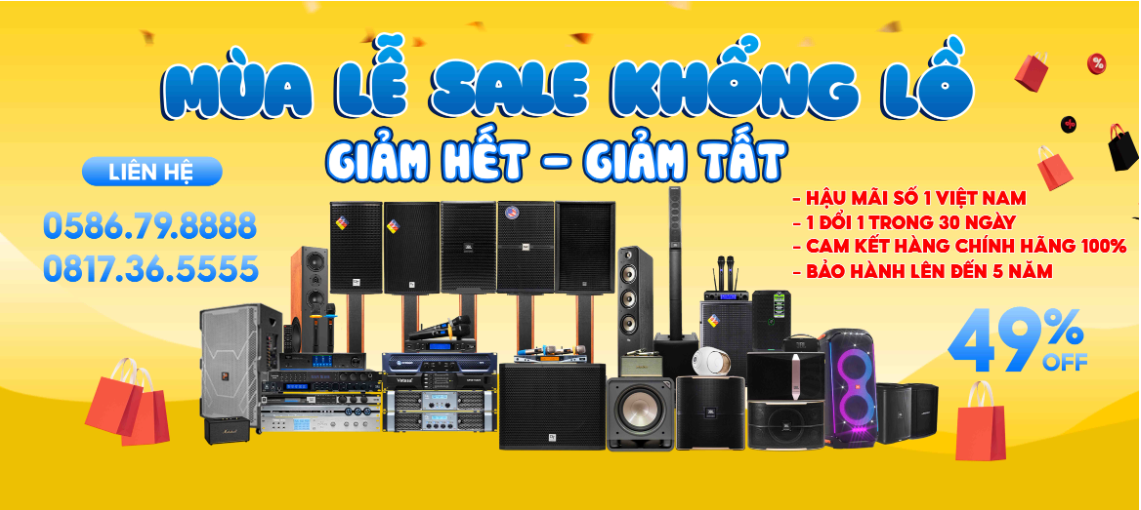 MÙA LỄ SALE KHỔNG LỒ
GIẢM HẾT - GIẢM TẤT
LIÊN HỆ
0586.79.8888
0817.36.5555
- HẬU MÃI SỐ 1 VIỆT NAM
- 1 ĐỔI 1 TRONG 30 NGÀY
- CAM KẾT HÀNG CHÍNH HÃNG 100%
- BẢO HÀNH LÊN ĐẾN 5 NĂM
%
49%
OFF
JBL
Marshall